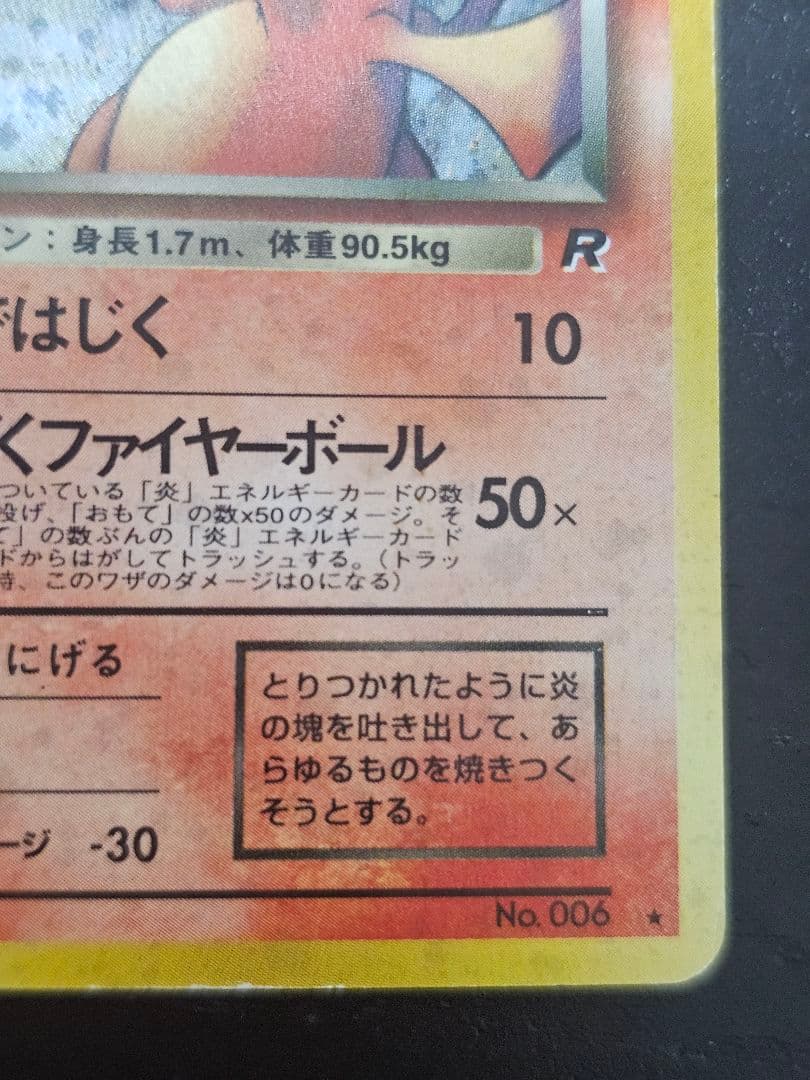 ン：身長1.7m、体重90.5kg
R
ではじく 10
くファイヤーボール
ついている「炎」エネルギーカードの数
投げ、「おもて」の数x50のダメージ。そ
て」の数ぶんの「炎」エネルギーカード
ドからはがしてトラッシュする。（トラッ
時、このワザのダメージは0になる）
50×
にげる
とりつかれたように炎
の塊を吐き出して、あ
らゆるものを焼きつく
そうとする。
ージ -30
No. 006 ★